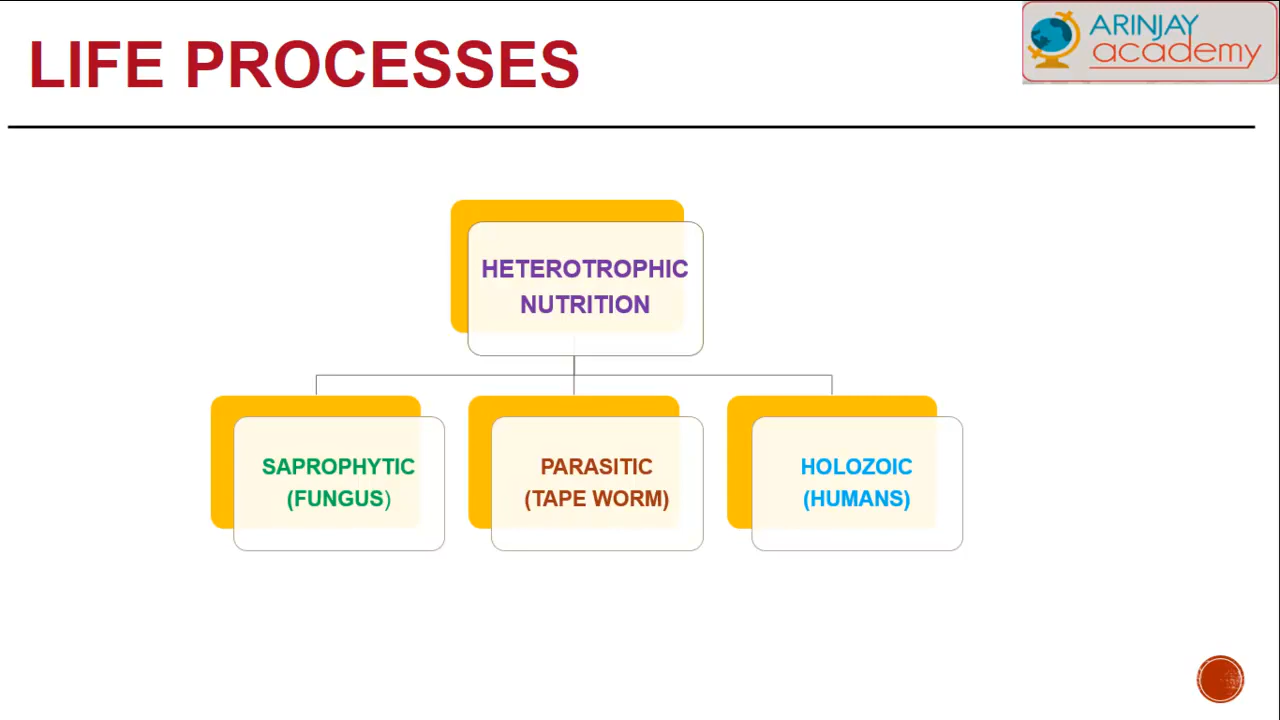 LIFE PROCESSES
ARINJAY
academy
HETEROTROPHIC
NUTRITION
SAPROPHYTIC
(FUNGUS)
PARASITIC
(TAPE WORM)
HOLOZOIC
(HUMANS)